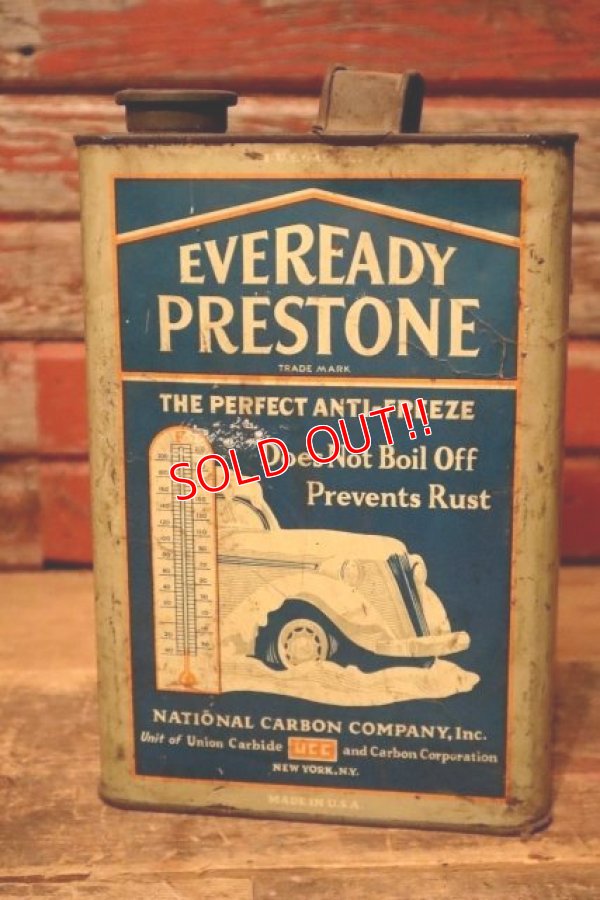 EVEREADY
PRESTONE
TRADE MARK
THE PERFECT ANTI-FREEZE
SOLD OUT!!
Does Not Boil Off
Prevents Rust
NATIONAL CARBON COMPANY, Inc.
Unit of Union Carbide UCC and Carbon Corporation
NEW YORK, N.Y.
MADE IN U.S.A.